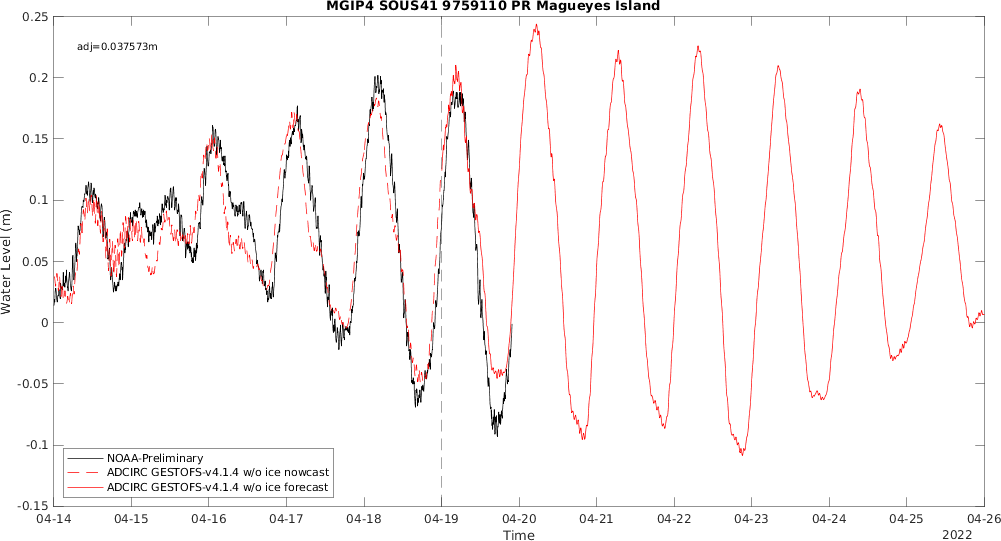 MGIP4 SOUS41 9759110 PR Magueyes Island
adj=0.037573m
0.25
0.2
0.15
0.1
0.05
0
-0.05
-0.1
-0.15
Water Level (m)
NOAA-Preliminary
ADCIRC GESTOFS-v4.1.4 w/o ice nowcast
ADCIRC GESTOFS-v4.1.4 w/o ice forecast
04-14 04-15 04-16 04-17 04-18 04-19 04-20 04-21 04-22 04-23 04-24 04-25 04-26
Time
2022